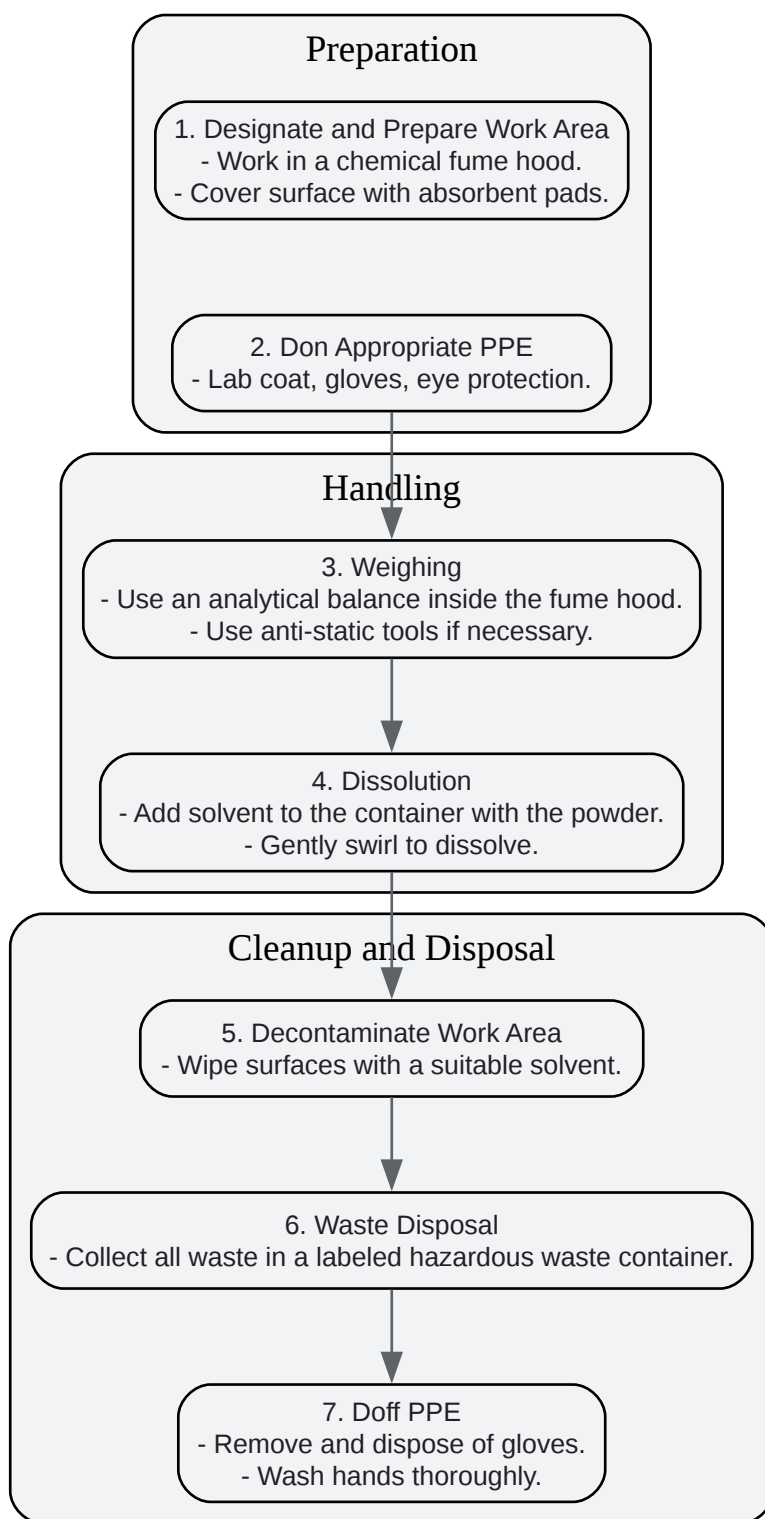 Preparation
1. Designate and Prepare Work Area
- Work in a chemical fume hood.
- Cover surface with absorbent pads.
2. Don Appropriate PPE
- Lab coat, gloves, eye protection.
Handling
3. Weighing
- Use an analytical balance inside the fume hood.
- Use anti-static tools if necessary.
4. Dissolution
- Add solvent to the container with the powder.
- Gently swirl to dissolve.
Cleanup and Disposal
5. Decontaminate Work Area
- Wipe surfaces with a suitable solvent.
6. Waste Disposal
- Collect all waste in a labeled hazardous waste container.
7. Doff PPE
- Remove and dispose of gloves.
- Wash hands thoroughly.